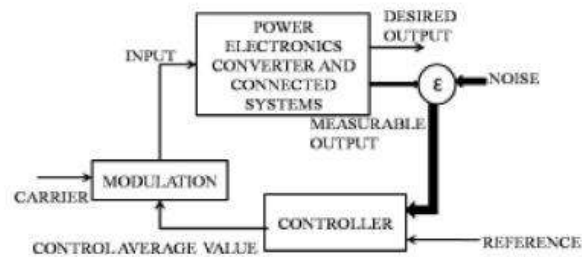 POWER
ELECTRONICS
CONVERTER AND
CONNECTED
SYSTEMS
DESIRED
OUTPUT
INPUT
ε
NOISE
MEASURABLE
OUTPUT
MODULATION
CARRIER
CONTROLLER
CONTROL AVERAGE VALUE
REFERENCE